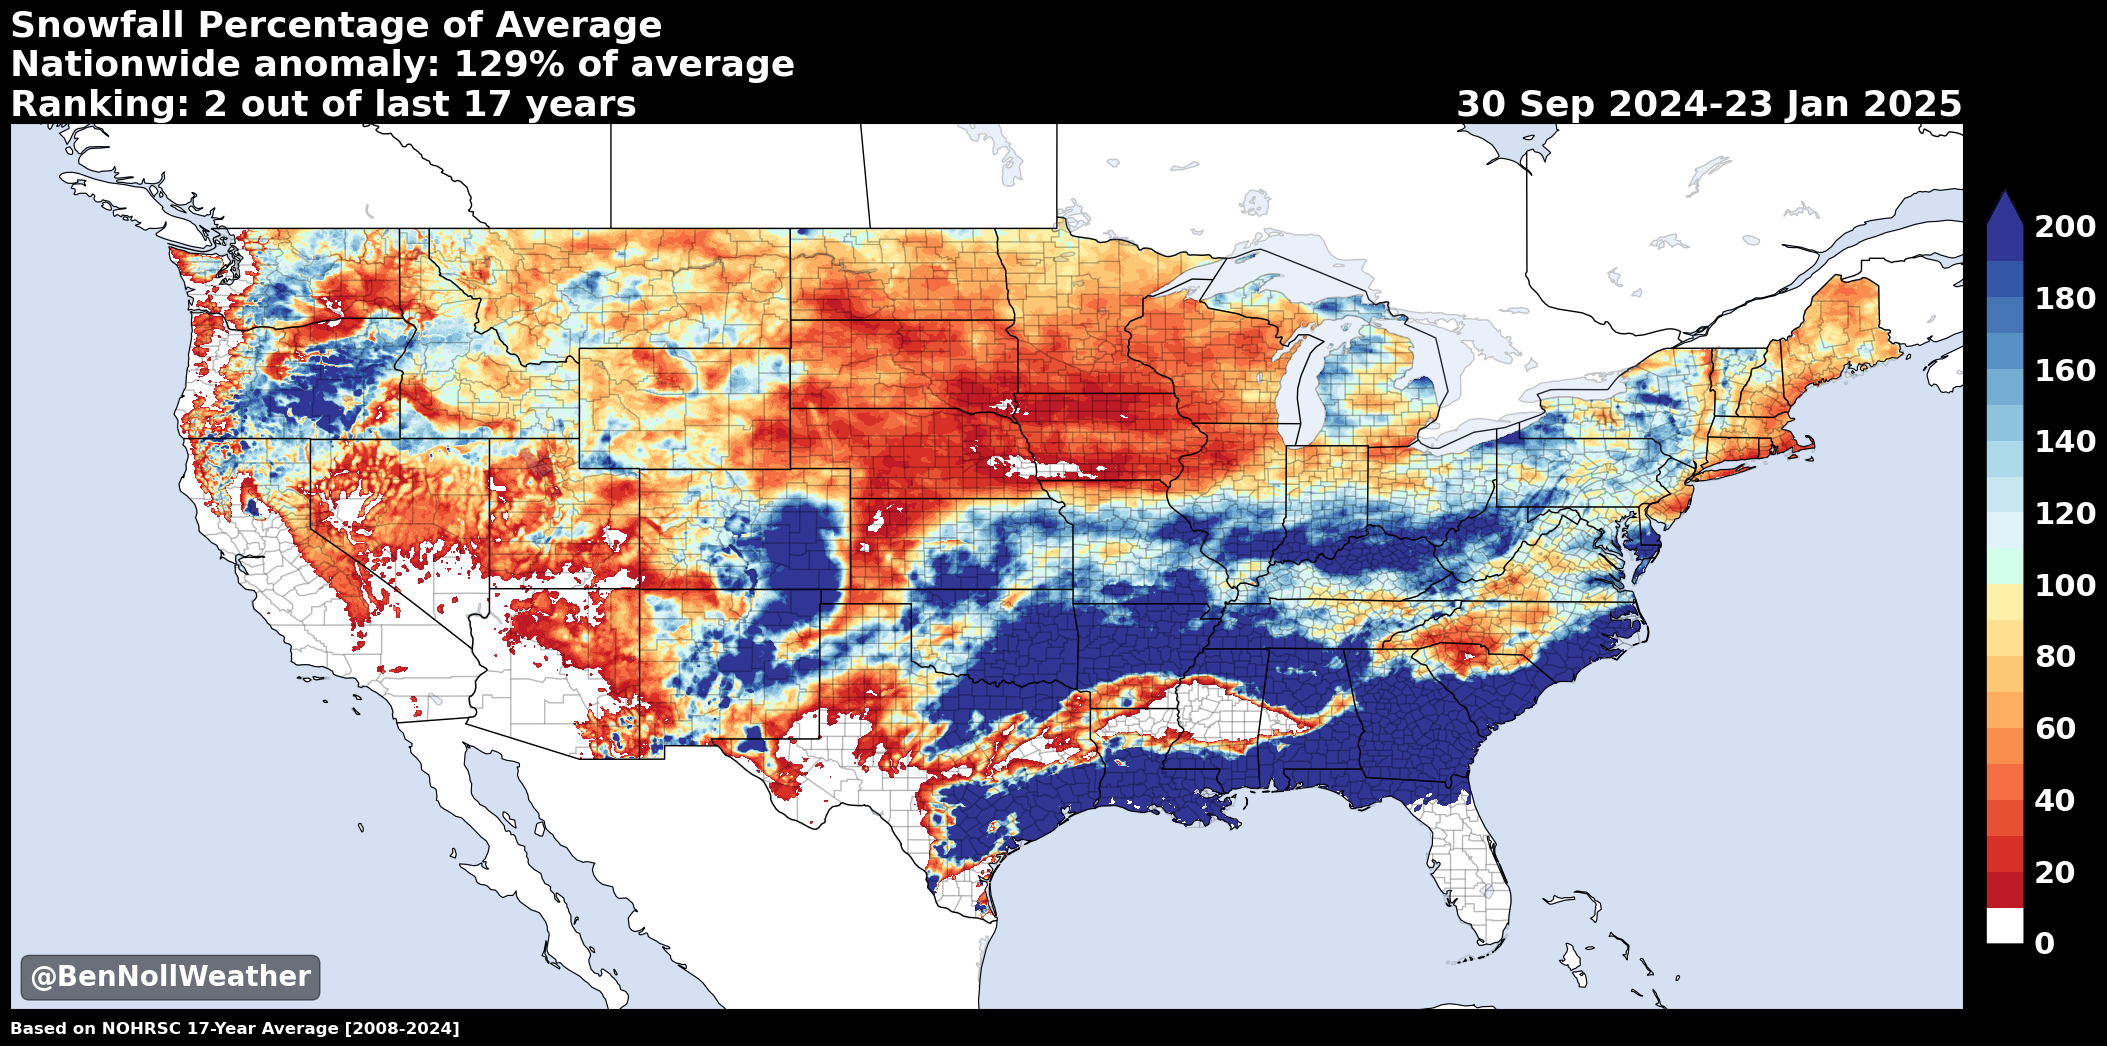 Snowfall Percentage of Average
Nationwide anomaly: 129% of average
Ranking: 2 out of last 17 years
30 Sep 2024-23 Jan 2025
200
180
160
140
120
100
80
60
40
20
0
@BenNollWeather
Based on NOHRSC 17-Year Average [2008-2024]